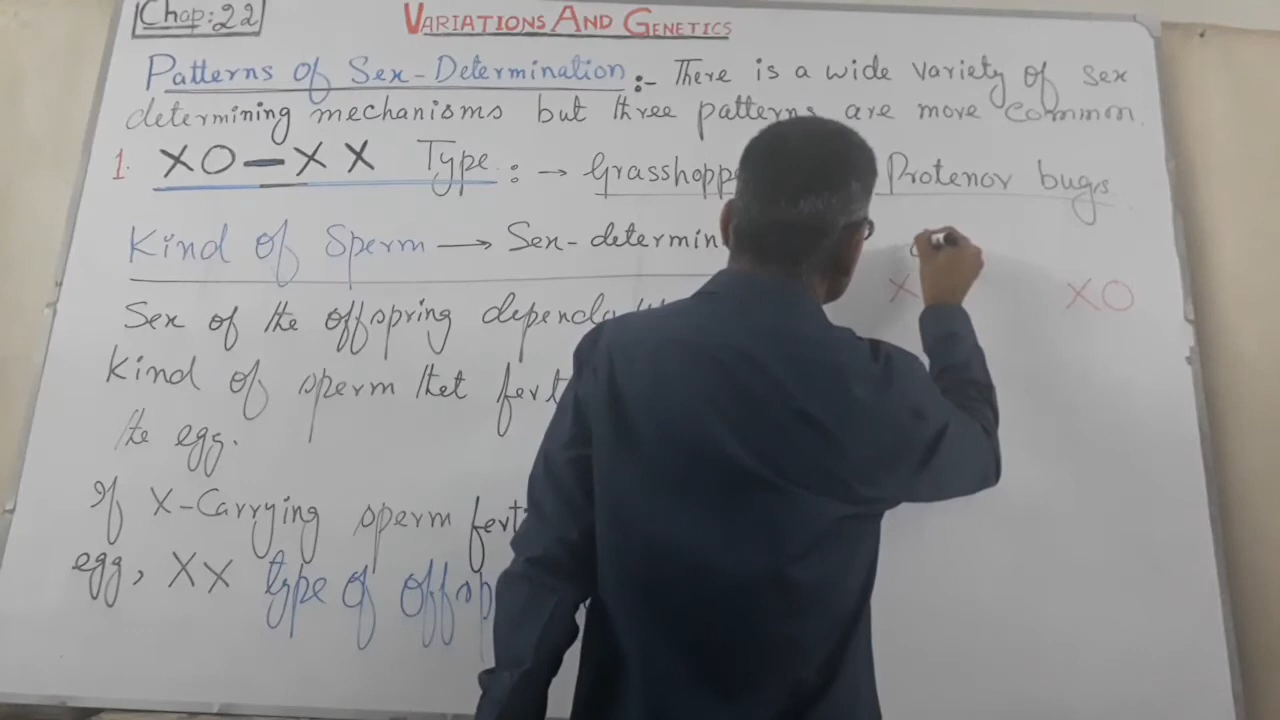 Chap:22
VARIATIONS AND GENETICS
Patterns of Sex-Determination :- There is a wide variety of sex
determining mechanisms but three patterns are more common.
1. XO-XX Type : → Grasshoppe Protenor bugs
Kind of Sperm → Sex-determin
Sex of the offspring depends
X XO
Kind of sperm thet fert
the egg.
If X-Carrying sperm fert
egg, XX type of offsp